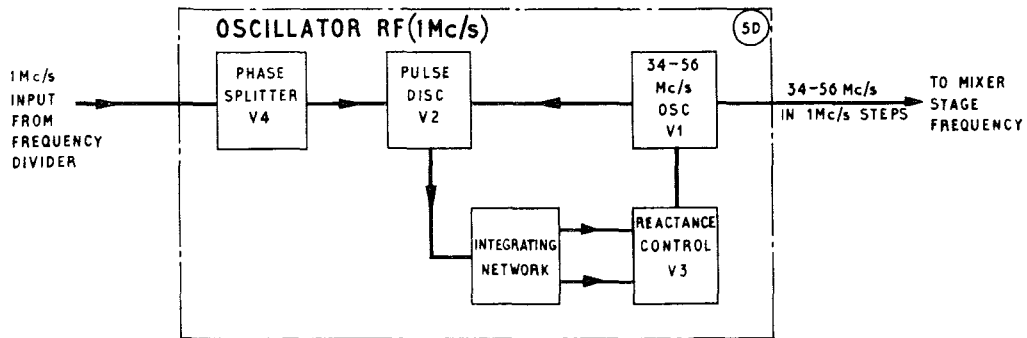 OSCILLATOR RF(1Mc/s)
5D
1Mc/s
INPUT
FROM
FREQUENCY
DIVIDER
PHASE
SPLITTER
V4
PULSE
DISC
V2
34-56
Mc/s
OSC
V1
34-56 Mc/s
IN 1Mc/s STEPS
TO MIXER
STAGE
FREQUENCY
INTEGRATING
NETWORK
REACTANCE
CONTROL
V3